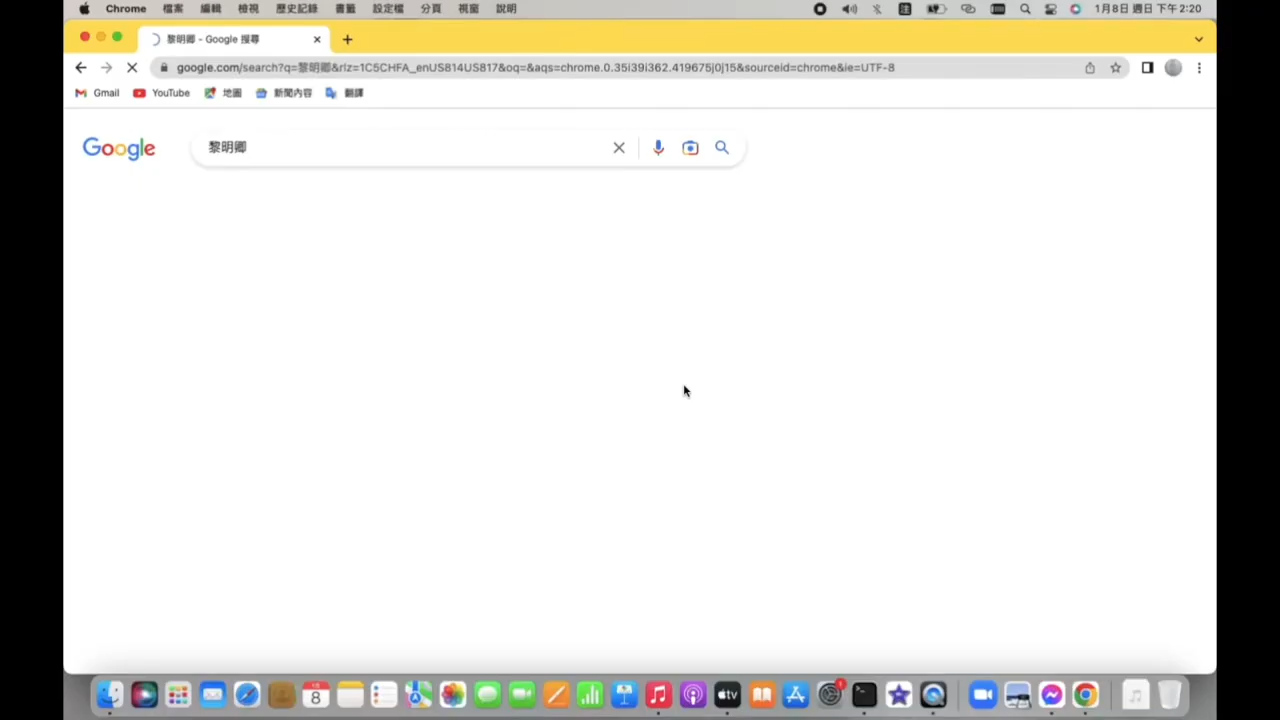 Chrome 檔案 編輯 檢視 歷史記錄 書籤 設定檔 分頁 視窗 說明 1月8日 週日 下午2:20
黎明卿 - Google 搜尋
google.com/search?q=黎明卿&rlz=1C5CHFA_enUS814US817&oq=&aqs=chrome.0.35i39i362.419675j0j15&sourceid=chrome&ie=UTF-8
Gmail YouTube 地圖 新聞內容 翻譯
Google 黎明卿
8 tv 1